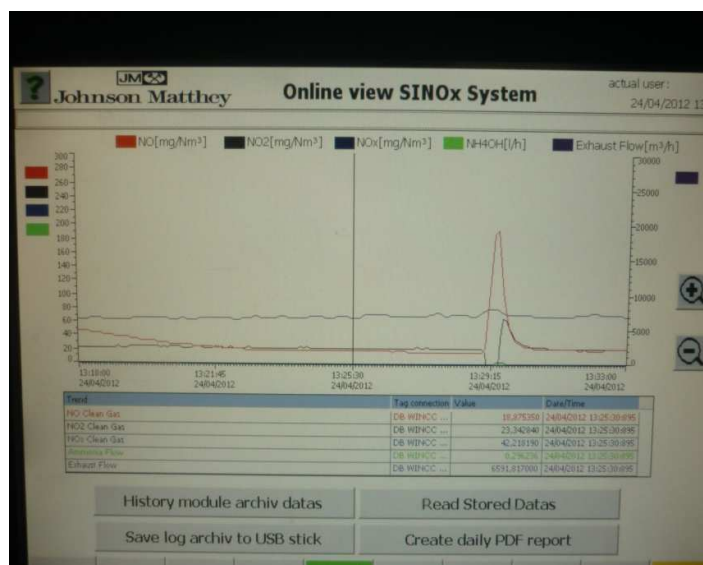 ?
JM
Johnson Matthey
Online view SINOx System
actual user:
24/04/2012 13
NO[mg/Nm³] NO2[mg/Nm³] NOx[mg/Nm³] NH4OH[l/h] Exhaust Flow[m³/h]
300 30000
280
260 25000
240
220
200 20000
180
160 15000
140
120
100 10000
80
60 5000
40
20
0 0
13:18:00 13:21:45 13:25:30 13:29:15 13:33:00
24/04/2012 24/04/2012 24/04/2012 24/04/2012 24/04/2012
Trend Tag connection Value Date/Time
NO Clean Gas DB WINCC ... 18,875350 24/04/2012 13:25:30:895
NO2 Clean Gas DB WINCC ... 23,342840 24/04/2012 13:25:30:895
NOx Clean Gas DB WINCC ... 42,218190 24/04/2012 13:25:30:895
Ammonia Flow DB WINCC ... 0,296236 24/04/2012 13:25:30:895
Exhaust Flow DB WINCC ... 6591,017000 24/04/2012 13:25:30:895
History module archiv datas
Read Stored Datas
Save log archiv to USB stick
Create daily PDF report